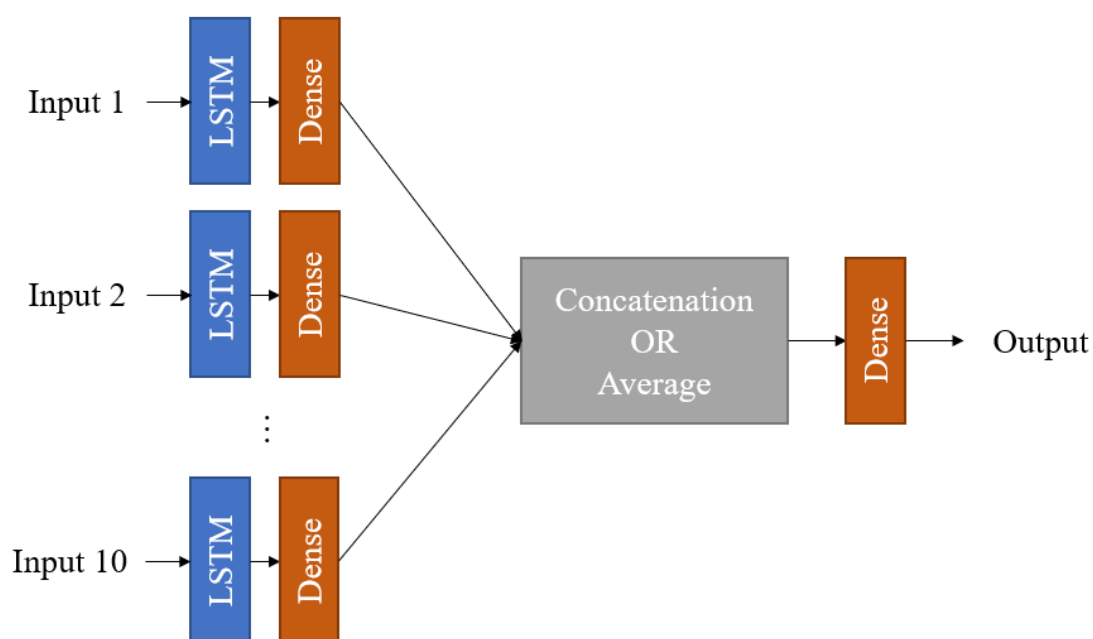 Input 1
LSTM
Dense
Input 2
LSTM
Dense
⋮
Input 10
LSTM
Dense
Concatenation
OR
Average
Dense
Output